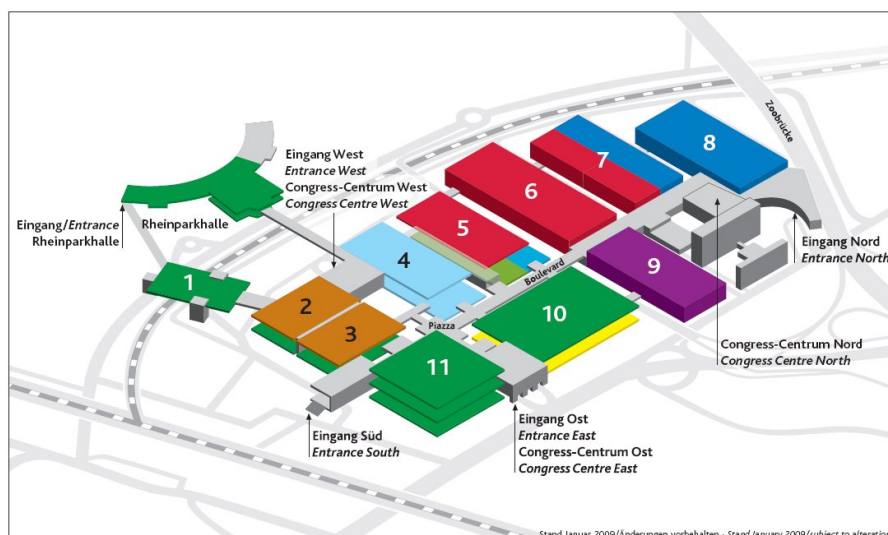 Zoobrücke
8
7
6
5
4
Eingang West
Entrance West
Congress-Centrum West
Congress Centre West
Eingang/Entrance
Rheinparkhalle
Rheinparkhalle
1
2
3
Boulevard
Piazza
9
10
11
Eingang Nord
Entrance North
Congress-Centrum Nord
Congress Centre North
Eingang Süd
Entrance South
Eingang Ost
Entrance East
Congress-Centrum Ost
Congress Centre East
Stand Januar 2009/Änderungen vorbehalten · Stand January 2009/subject to alteration